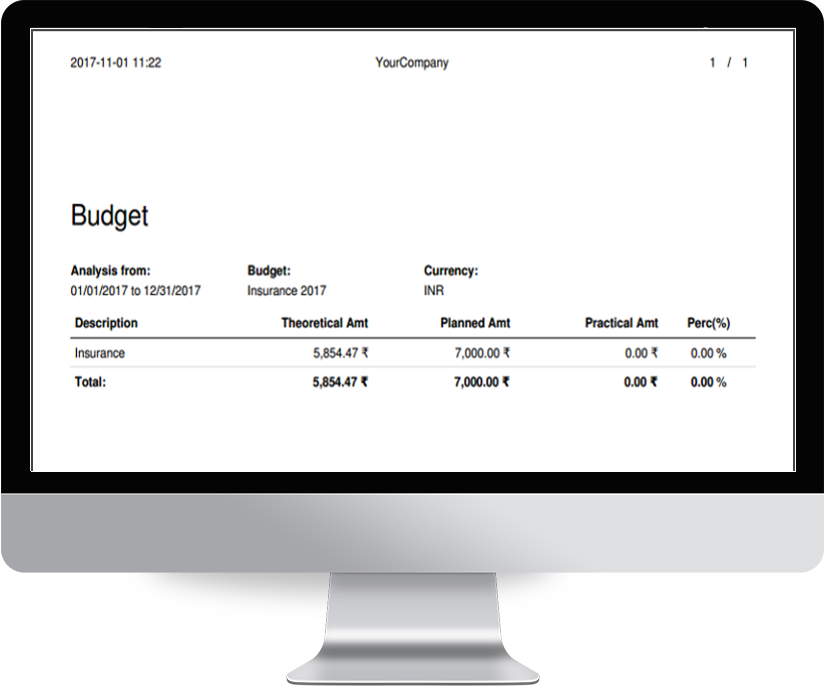 2017-11-01 11:22 YourCompany 1 / 1
Budget
Analysis from: Budget: Currency:
01/01/2017 to 12/31/2017 Insurance 2017 INR
Description Theoretical Amt Planned Amt Practical Amt Perc(%)
Insurance 5,854.47 ₹ 7,000.00 ₹ 0.00 ₹ 0.00 %
Total: 5,854.47 ₹ 7,000.00 ₹ 0.00 ₹ 0.00 %